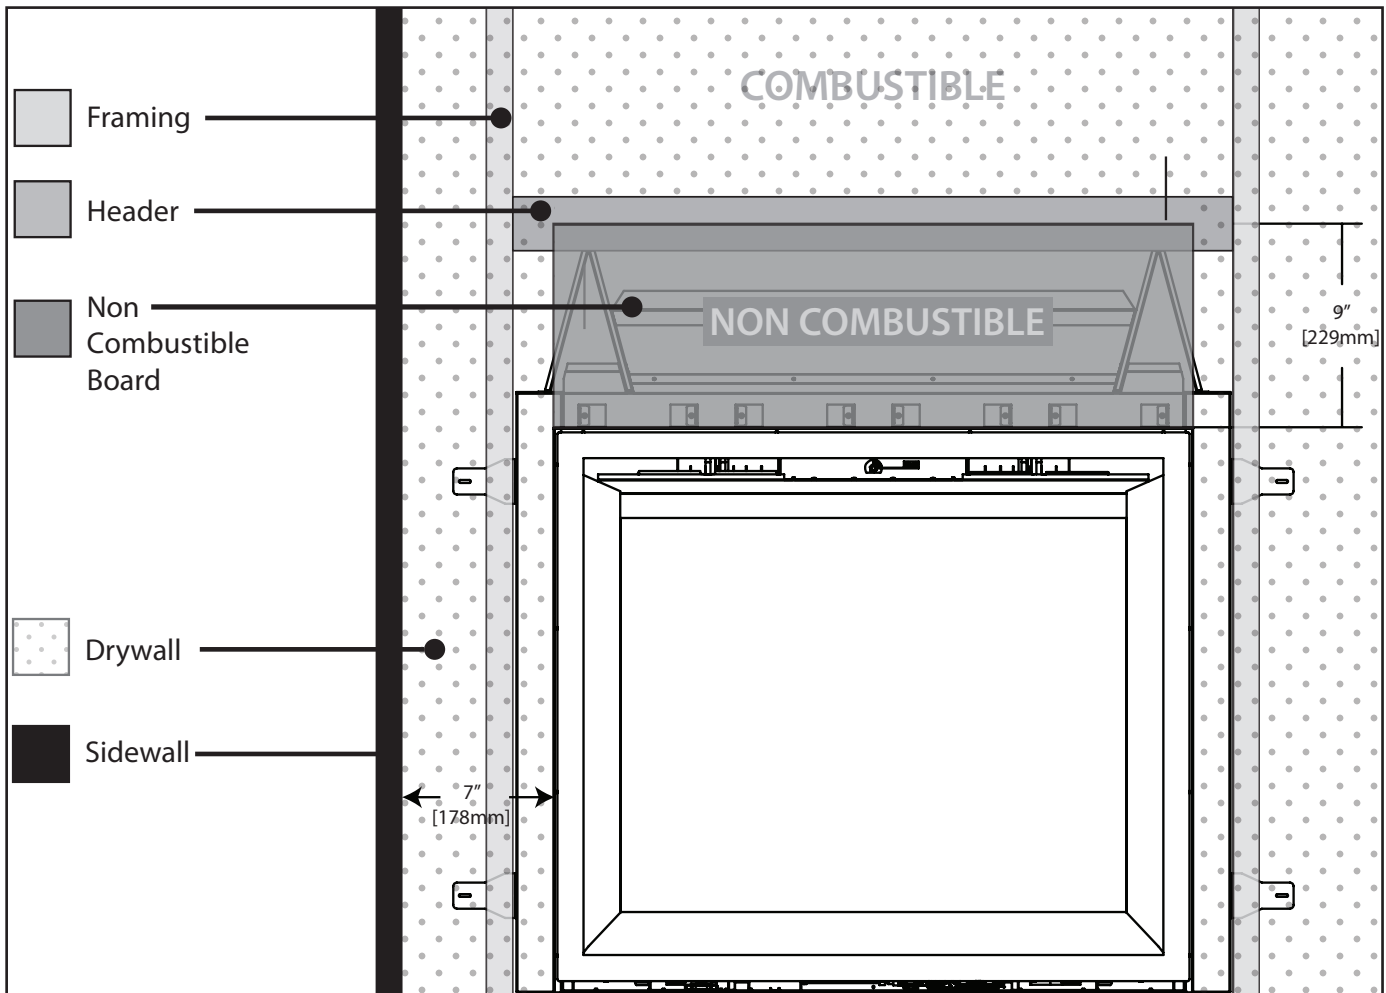 COMBUSTIBLE
Framing
Header
Non
Combustible
Board
NON COMBUSTIBLE
9”
[229mm]
Drywall
Sidewall
7”
[178mm]